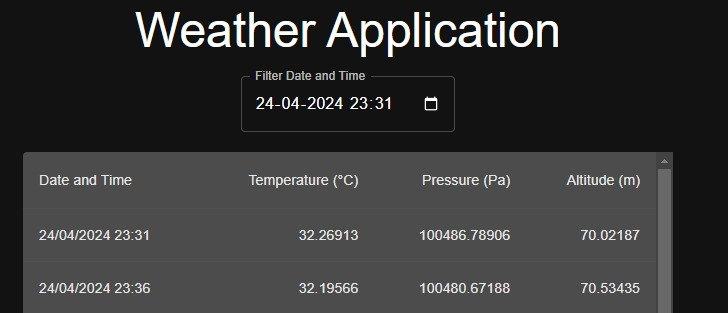 Weather Application
Filter Date and Time
24-04-2024 23:31
Date and Time Temperature (°C) Pressure (Pa) Altitude (m)
24/04/2024 23:31 32.26913 100486.78906 70.02187
24/04/2024 23:36 32.19566 100480.67188 70.53435